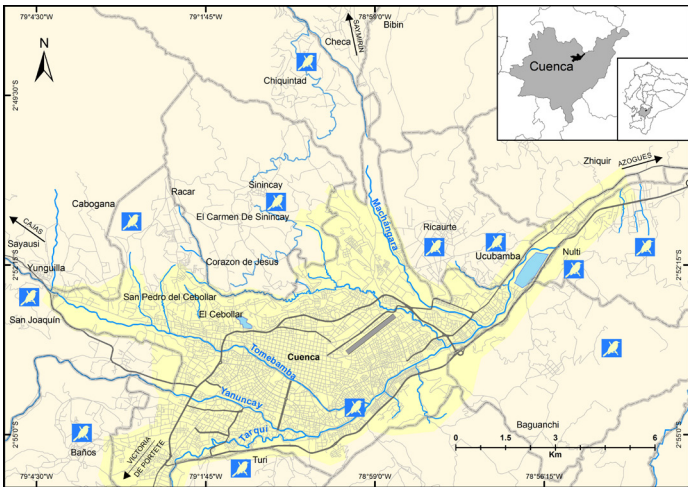 79°4'30"W
79°1'45"W
78°59'0"W
N
SAYMIRIN
Bibin
Checa
Chiquintad
Cuenca
2°49'30"S
Zhiquir
AZOGUES
Sinincay
Racar
Cabogana
El Carmen De Sinincay
Machángara
Ricaurte
CAJAS
Sayausi
Ucubamba
Nulti
Corazon de Jesus
Yunguilla
2°52'15"S
2°52'15"S
San Pedro del Cebollar
El Cebollar
San Joaquín
Cuenca
Tomebamba
Yanuncay
Tarqui
Baguanchi
2°55'0"S
2°55'0"S
0 1.5 3 6
Km
Baños
VICTORIA
DE PORTETE
Turi
79°4'30"W
79°1'45"W
78°59'0"W
78°56'15"W